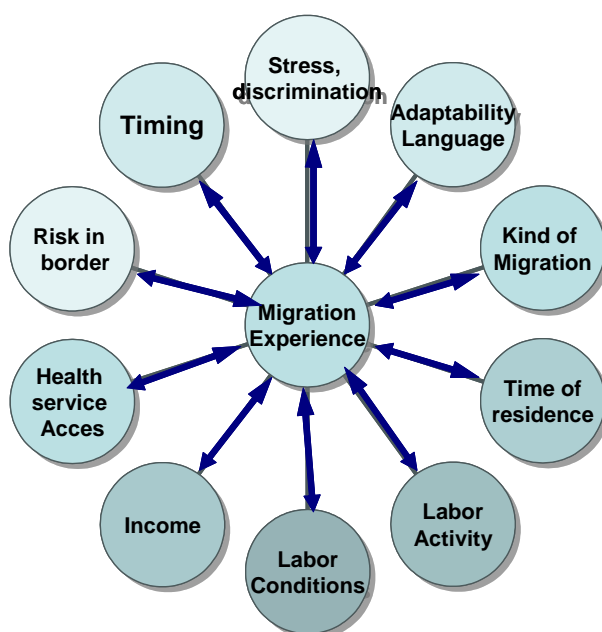 Stress,
discrimination
Adaptability,
Language
Kind of
Migration
Time of
residence
Labor
Activity
Labor
Conditions
Income
Health
service
Acces
Risk in
border
Timing
Migration
Experience